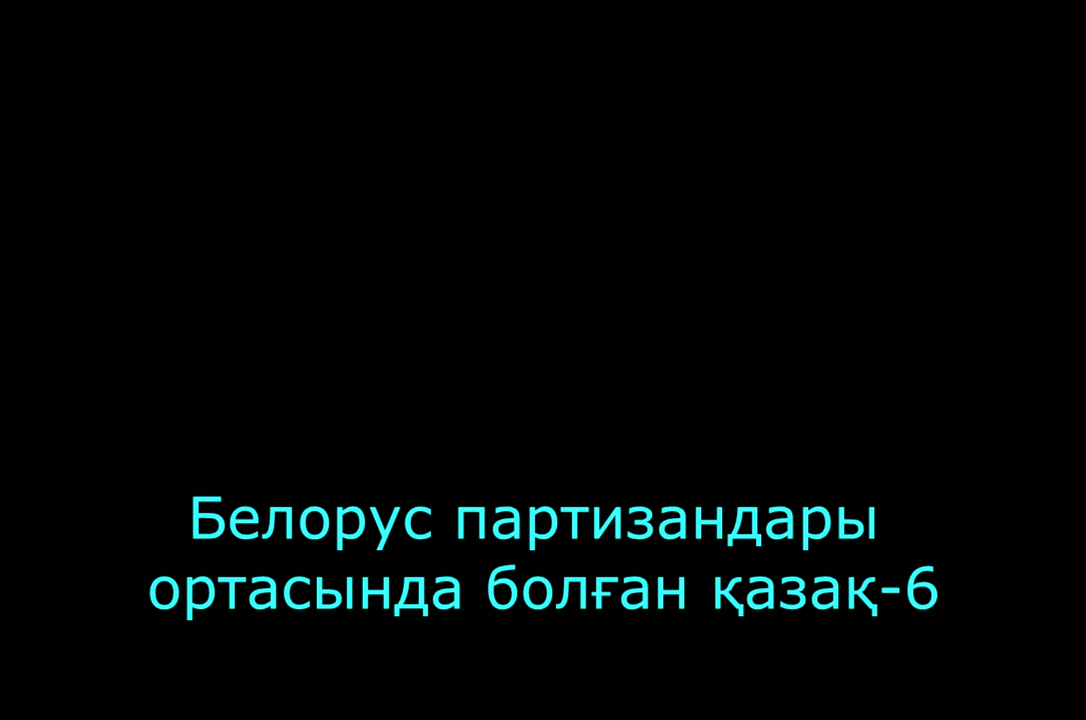 Белорус партизандары
ортасында болған қазақ-6